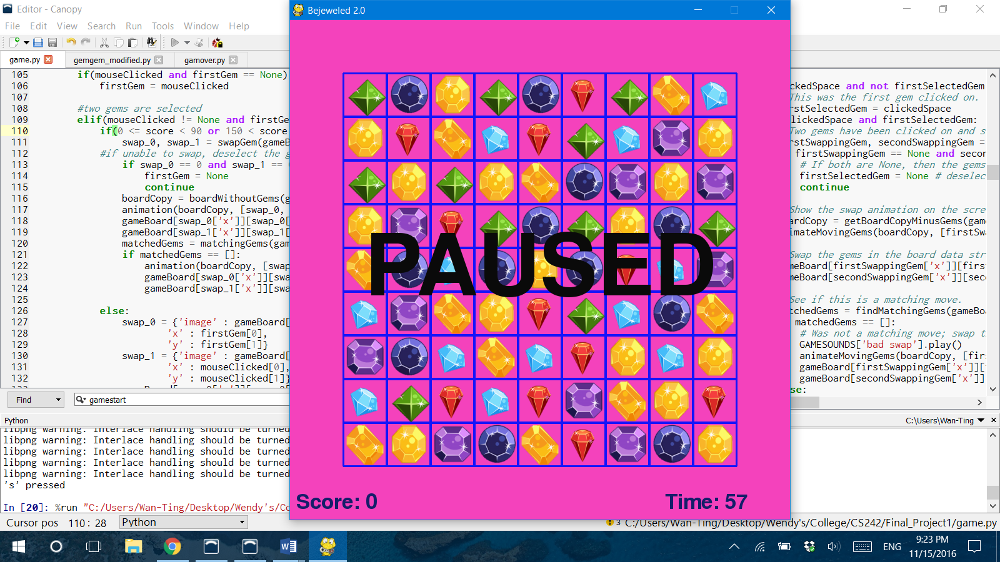 Editor - Canopy
File Edit View Search Run Tools Window Help
game.py
gemgem_modified.py
gamover.py
105 if(mouseClicked and firstGem == None)
106 firstGem = mouseClicked
107
108 #two gems are selected
109 elif(mouseClicked != None and firstGe
110 if(0 <= score < 90 or 150 < score
111 swap_0, swap_1 = swapGem(gameB
112 #if unable to swap, deselect the g
113 if swap_0 == 0 and swap_1 ==
114 firstGem = None
115 continue
116 boardCopy = boardWithoutGems(g
117 animation(boardCopy, [swap_0,
118 gameBoard[swap_0['x']][swap_0[
119 gameBoard[swap_1['x']][swap_1[
120 matchedGems = matchingGems(gam
121 if matchedGems == []:
122 animation(boardCopy, [swap
123 gameBoard[swap_0['x']][swa
124 gameBoard[swap_1['x']][swa
125
126 else:
127 swap_0 = {'image' : gameBoard[
128 'x' : firstGem[0],
129 'y' : firstGem[1]}
130 swap_1 = {'image' : gameBoard[
131 'x' : mouseClicked[0],
132 'y' : mouseClicked[1]}
Find
gamestart
Python
libpng warning: Interlace handling should be turned
libpng warning: Interlace handling should be turned
libpng warning: Interlace handling should be turned
libpng warning: Interlace handling should be turned
libpng warning: Interlace handling should be turned
's' pressed
In [20]: %run "C:/Users/Wan-Ting/Desktop/Wendy's/Co
Cursor pos 110 : 28 Python
Bejeweled 2.0
PAUSED
Score: 0
Time: 57
ckedSpace and not firstSelectedGem
This was the first gem clicked on.
rstSelectedGem = clickedSpace
lickedSpace and firstSelectedGem:
Two gems have been clicked on and s
rstSwappingGem, secondSwappingGem =
firstSwappingGem == None and secon
# If both are None, then the gems
firstSelectedGem = None # deselec
continue
Show the swap animation on the scre
ardCopy = getBoardCopyMinusGems(game
imateMovingGems(boardCopy, [firstSwa
Swap the gems in the board data str
meBoard[firstSwappingGem['x']][first
meBoard[secondSwappingGem['x']][seco
See if this is a matching move.
tchedGems = findMatchingGems(gameBoa
matchedGems == []:
# Was not a matching move; swap t
GAMESOUNDS['bad swap'].play()
animateMovingGems(boardCopy, [firs
gameBoard[firstSwappingGem['x']][
gameBoard[secondSwappingGem['x']]
se:
C:\Users\Wan-Ting
3 C:/Users/Wan-Ting/Desktop/Wendy's/College/CS242/Final_Project1/game.py
ENG
9:23 PM
11/15/2016